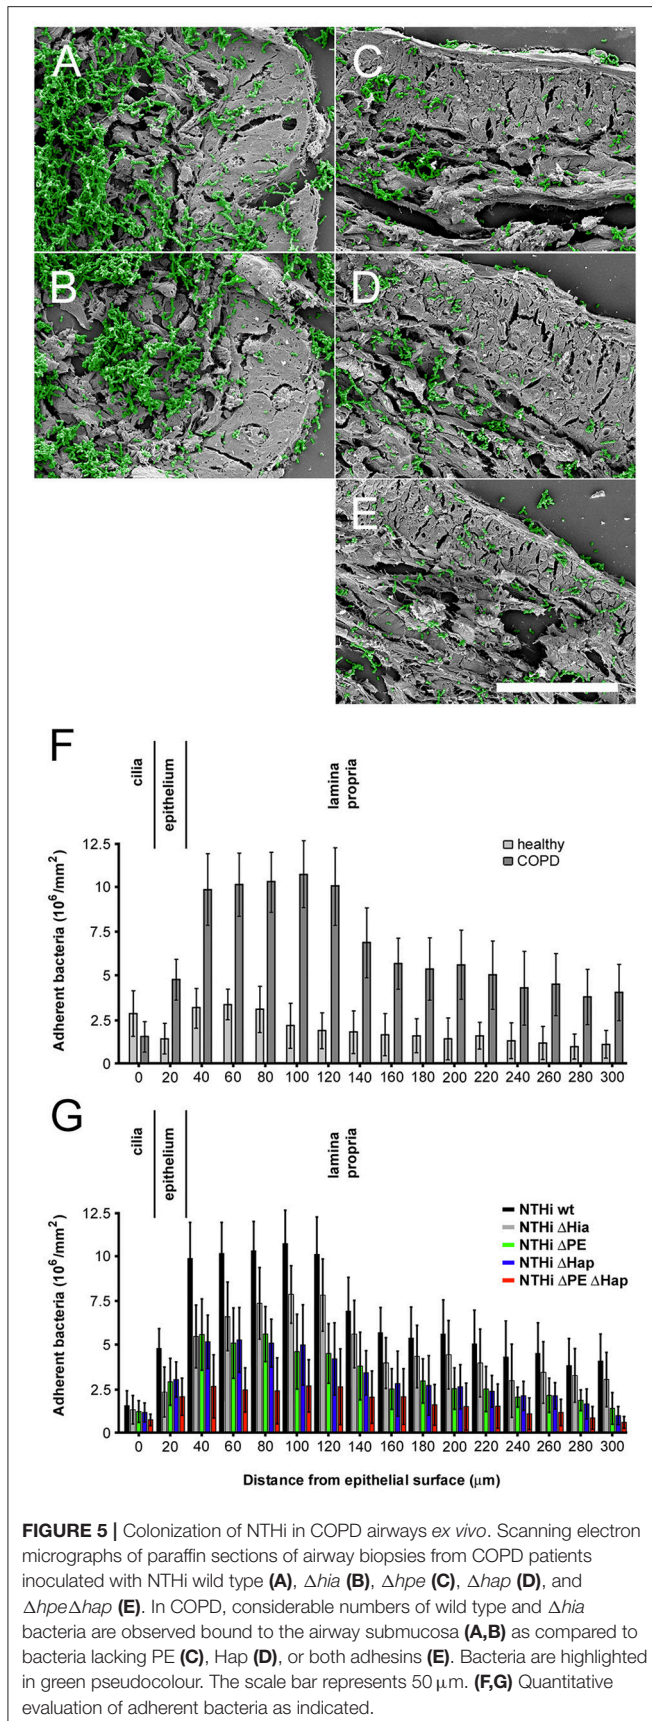 A
C
B
D
E
F
cilia
epithelium
lamina
propria
12.5
10
7.5
5
2.5
0
Adherent bacteria (10⁶/mm²)
healthy
COPD
0 20 40 60 80 100 120 140 160 180 200 220 240 260 280 300
G
cilia
epithelium
lamina
propria
12.5
10
7.5
5
2.5
0
Adherent bacteria (10⁶/mm²)
NTHi wt
NTHi ΔHia
NTHi ΔPE
NTHi ΔHap
NTHi ΔPE ΔHap
0 20 40 60 80 100 120 140 160 180 200 220 240 260 280 300
Distance from epithelial surface (µm)
FIGURE 5 | Colonization of NTHi in COPD airways ex vivo. Scanning electron
micrographs of paraffin sections of airway biopsies from COPD patients
inoculated with NTHi wild type (A), Δhia (B), Δhpe (C), Δhap (D), and
ΔhpeΔhap (E). In COPD, considerable numbers of wild type and Δhia
bacteria are observed bound to the airway submucosa (A,B) as compared to
bacteria lacking PE (C), Hap (D), or both adhesins (E). Bacteria are highlighted
in green pseudocolour. The scale bar represents 50 µm. (F,G) Quantitative
evaluation of adherent bacteria as indicated.